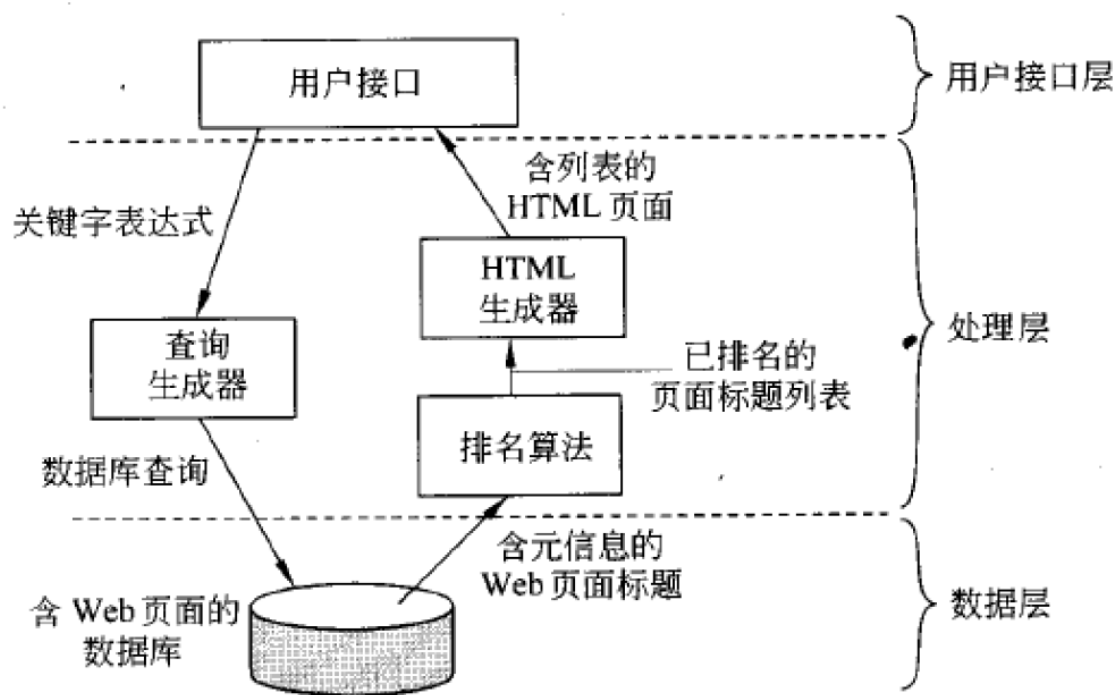 用户接口
用户接口层
含列表的
HTML 页面
关键字表达式
HTML
生成器
查询
生成器
处理层
已排名的
页面标题列表
排名算法
数据库查询
含元信息的
Web 页面标题
含 Web 页面的
数据库
数据层